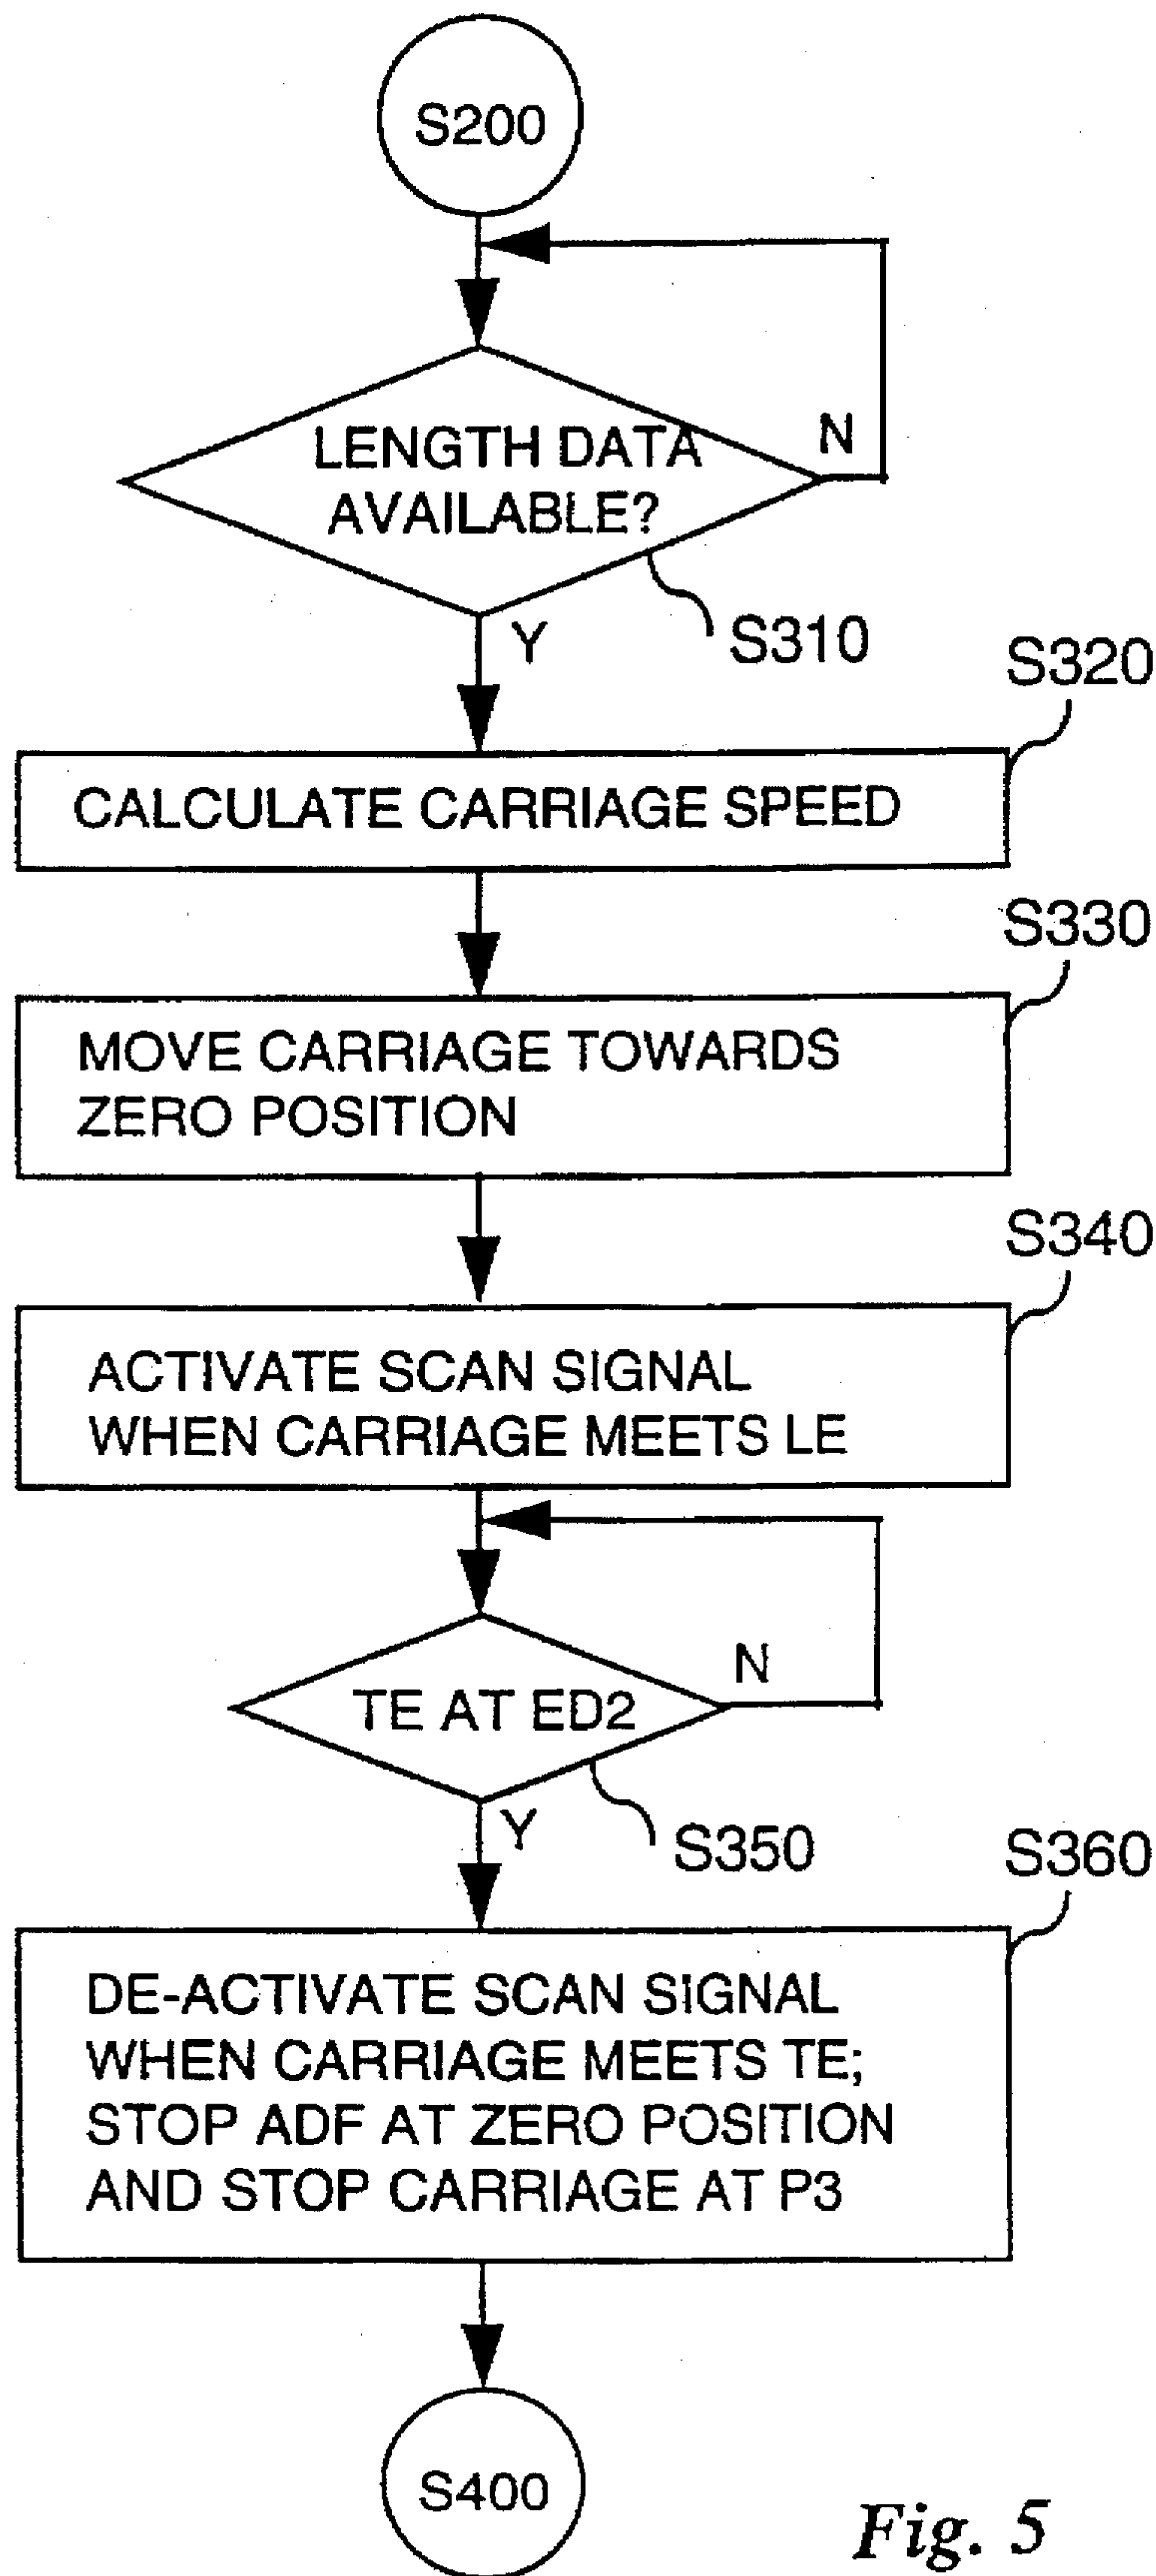 S200
N
LENGTH DATA
AVAILABLE?
S310
Y
S320
CALCULATE CARRIAGE SPEED
S330
MOVE CARRIAGE TOWARDS
ZERO POSITION
S340
ACTIVATE SCAN SIGNAL
WHEN CARRIAGE MEETS LE
N
TE AT ED2
S350
Y
S360
DE-ACTIVATE SCAN SIGNAL
WHEN CARRIAGE MEETS TE;
STOP ADF AT ZERO POSITION
AND STOP CARRIAGE AT P3
S400
Fig. 5